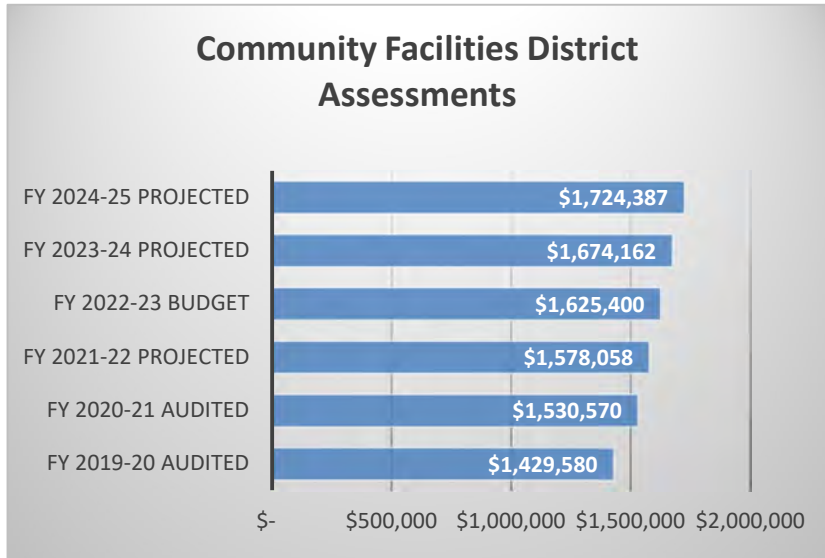 Community Facilities District
Assessments
FY 2024-25 PROJECTED $1,724,387
FY 2023-24 PROJECTED $1,674,162
FY 2022-23 BUDGET $1,625,400
FY 2021-22 PROJECTED $1,578,058
FY 2020-21 AUDITED $1,530,570
FY 2019-20 AUDITED $1,429,580
$- $500,000 $1,000,000 $1,500,000 $2,000,000